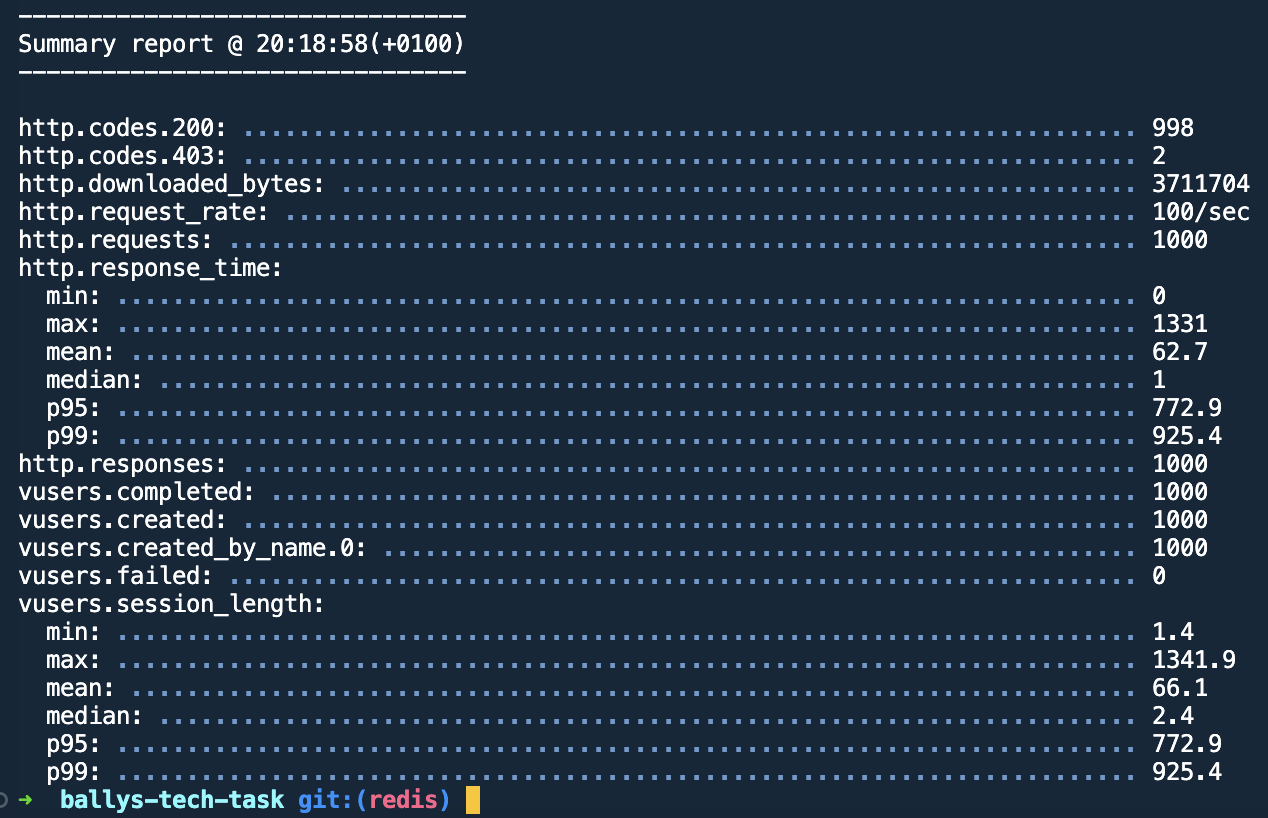 --------------------------------
Summary report @ 20:18:58(+0100)
--------------------------------
http.codes.200: ................................................................ 998
http.codes.403: ................................................................ 2
http.downloaded_bytes: ......................................................... 3711704
http.request_rate: ............................................................. 100/sec
http.requests: ................................................................. 1000
http.response_time:
  min: ......................................................................... 0
  max: ......................................................................... 1331
  mean: ........................................................................ 62.7
  median: ...................................................................... 1
  p95: ......................................................................... 772.9
  p99: ......................................................................... 925.4
http.responses: ................................................................ 1000
vusers.completed: .............................................................. 1000
vusers.created: ................................................................ 1000
vusers.created_by_name.0: ...................................................... 1000
vusers.failed: ................................................................. 0
vusers.session_length:
  min: ......................................................................... 1.4
  max: ......................................................................... 1341.9
  mean: ........................................................................ 66.1
  median: ...................................................................... 2.4
  p95: ......................................................................... 772.9
  p99: ......................................................................... 925.4
➜  ballys-tech-task git:(redis)